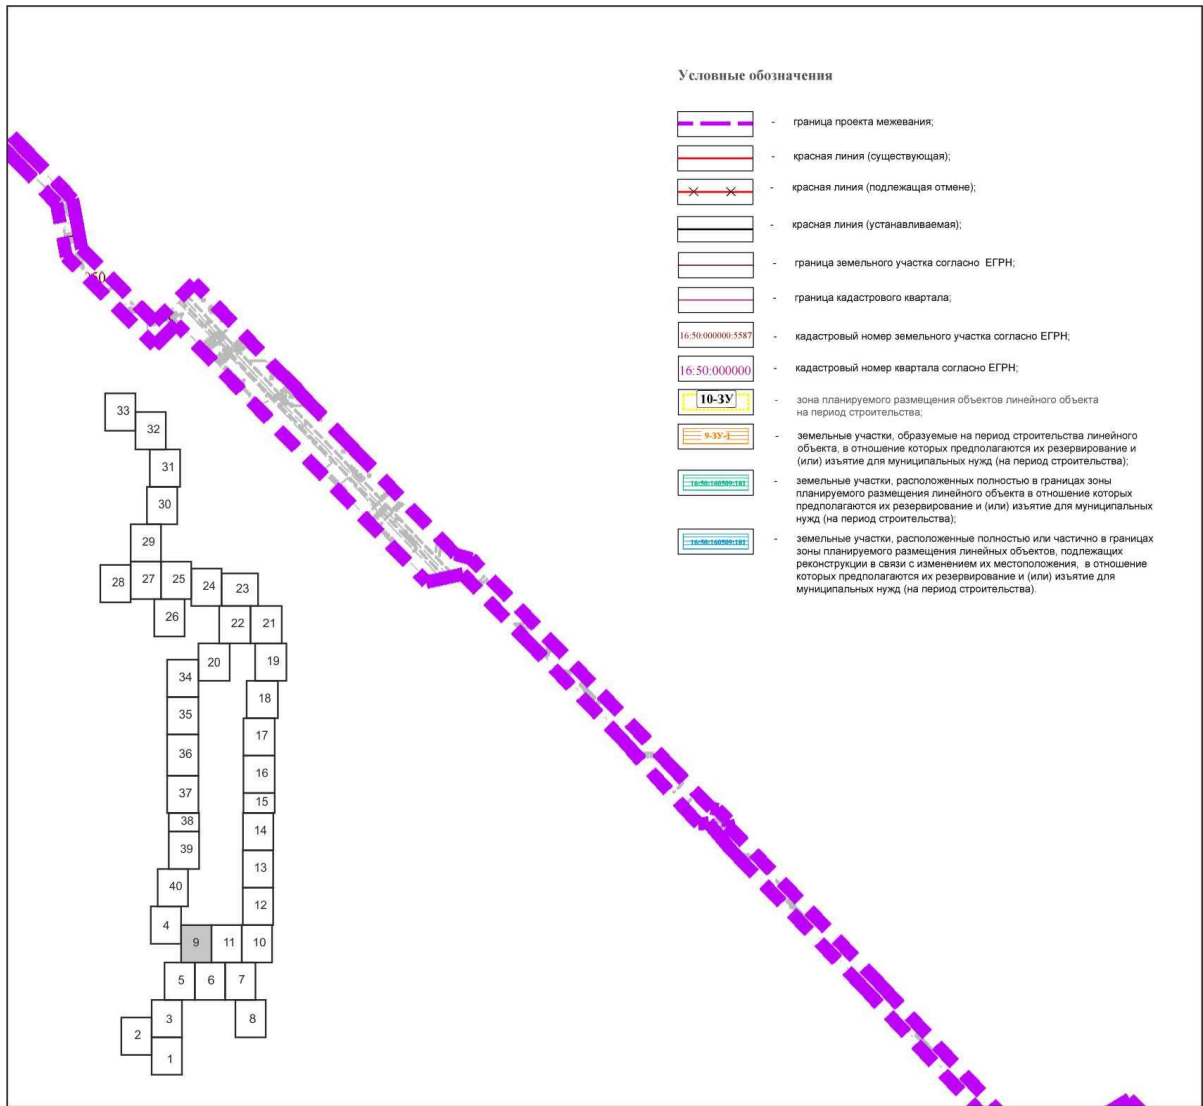 Условные обозначения
- граница проекта межевания;
- красная линия (существующая);
- красная линия (подлежащая отмене);
- красная линия (устанавливаемая);
- граница земельного участка согласно ЕГРН;
- граница кадастрового квартала;
16:50:000000:5587 - кадастровый номер земельного участка согласно ЕГРН;
16:50:000000 - кадастровый номер квартала согласно ЕГРН;
10-ЗУ - зона планируемого размещения объектов линейного объекта
на период строительства;
9-ЗУ-1 - земельные участки, образуемые на период строительства линейного
объекта, в отношение которых предполагаются их резервирование и
(или) изъятие для муниципальных нужд (на период строительства);
16:50:160509:181 - земельные участки, расположенных полностью в границах зоны
планируемого размещения линейного объекта в отношение которых
предполагаются их резервирование и (или) изъятие для муниципальных
нужд (на период строительства);
16:50:160509:181 - земельные участки, расположенные полностью или частично в границах
зоны планируемого размещения линейных объектов, подлежащих
реконструкции в связи с изменением их местоположения, в отношение
которых предполагаются их резервирование и (или) изъятие для
муниципальных нужд (на период строительства).
33
32
31
30
29
28 27 25 24 23
26 22 21
20 19
34
18
35
17
36
16
37
15
38
14
39
13
40
12
4
9 11 10
5 6 7
3 8
2
1